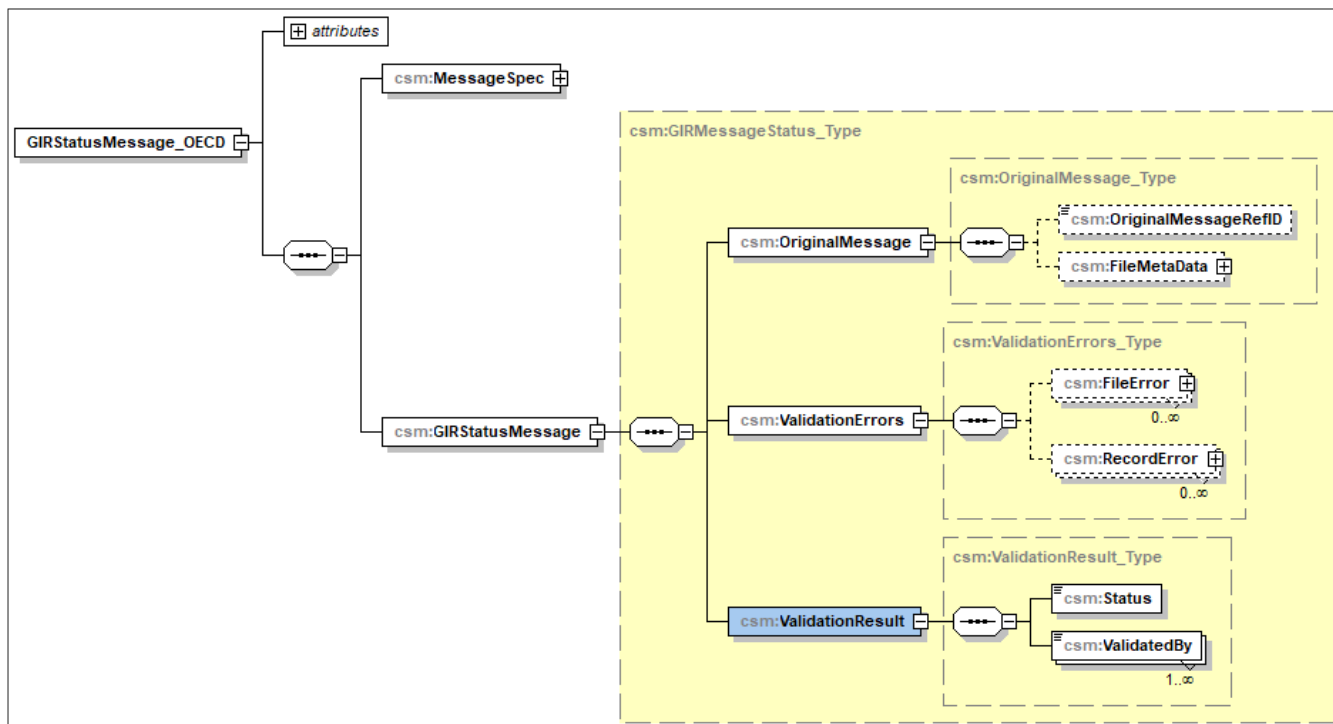 attributes
csm:MessageSpec
GIRStatusMessage_OECD
csm:GIRMessageStatus_Type
csm:OriginalMessage_Type
csm:OriginalMessageRefID
csm:OriginalMessage
csm:FileMetaData
csm:ValidationErrors_Type
csm:FileError
0..∞
csm:ValidationErrors
csm:GIRStatusMessage
csm:RecordError
0..∞
csm:ValidationResult_Type
csm:Status
csm:ValidationResult
csm:ValidatedBy
1..∞